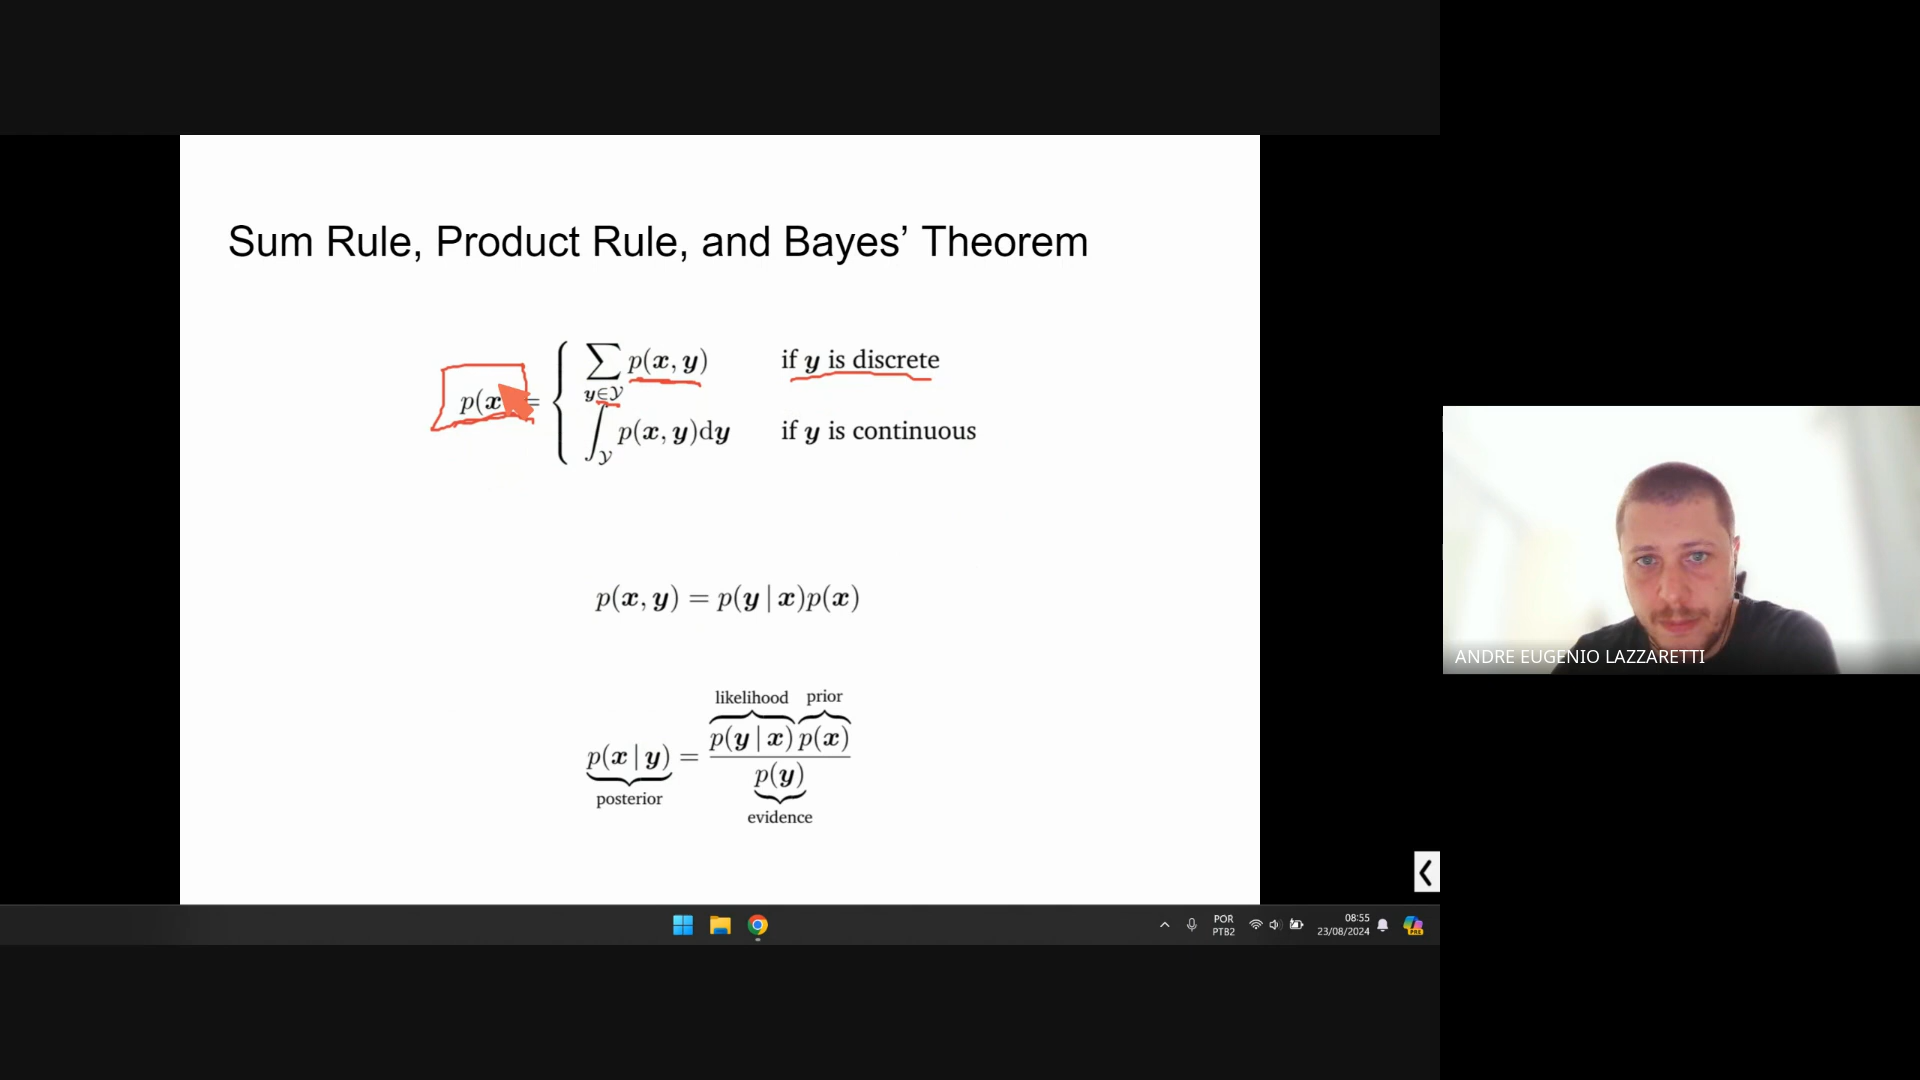 Sum Rule, Product Rule, and Bayes’ Theorem
∑ p(x, y) if y is discrete
y∈𝒴
p(x =
∫ p(x, y)dy if y is continuous
𝒴
p(x, y) = p(y | x)p(x)
likelihood prior
p(y | x) p(x)
p(x | y) =
p(y)
posterior
evidence
ANDRE EUGENIO LAZZARETTI
POR
PTB2
08:55
23/08/2024
PRE